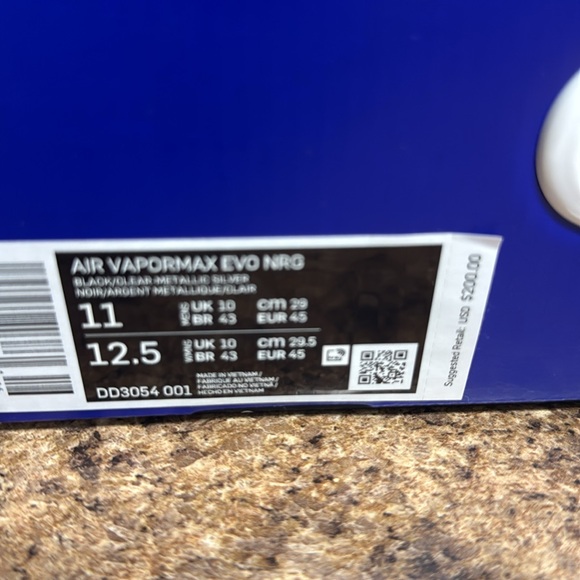 AIR VAPORMAX EVO NRG
BLACK/CLEAR-METALLIC SILVER
NOIR/ARGENT METALLIQUE/CLAIR
11 MENS UK 10 cm 29
BR 43 EUR 45
12.5 WMNS UK 10 cm 29.5
BR 43 EUR 45
DD3054 001
MADE IN VIETNAM /
FABRIQUE AU VIETNAM /
FABRICADO NO VIETNÃ /
HECHO EN VIETNAM
Suggested Retail: USD $200.00